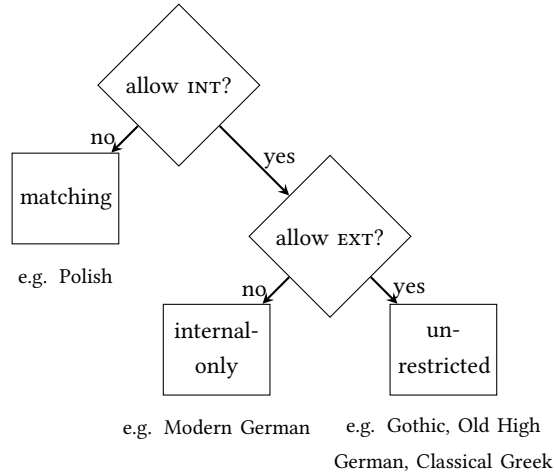 allow INT?
no
yes
matching
allow EXT?
e.g. Polish
no
yes
internal-
only
un-
restricted
e.g. Modern German
e.g. Gothic, Old High
German, Classical Greek